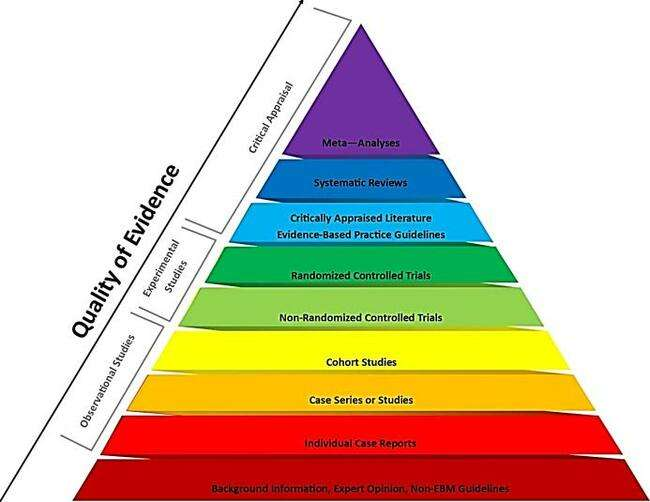 Quality of Evidence
Critical Appraisal
Experimental
Studies
Observational Studies
Meta—Analyses
Systematic Reviews
Critically Appraised Literature
Evidence-Based Practice Guidelines
Randomized Controlled Trials
Non-Randomized Controlled Trials
Cohort Studies
Case Series or Studies
Individual Case Reports
Background Information, Expert Opinion, Non-EBM Guidelines